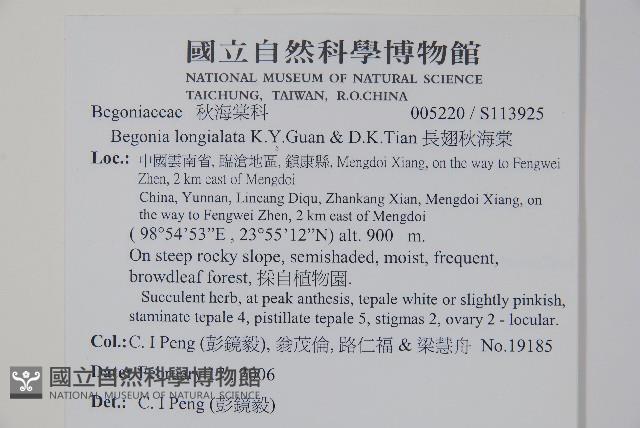 國立自然科學博物館
NATIONAL MUSEUM OF NATURAL SCIENCE
TAICHUNG, TAIWAN, R.O.CHINA
Begoniaceae 秋海棠科 005220 / S113925
Begonia longialata K.Y.Guan & D.K.Tian 長翅秋海棠
Loc.: 中國雲南省, 臨滄地區, 鎮康縣, Mengdoi Xiang, on the way to Fengwei
Zhen, 2 km east of Mengdoi
China, Yunnan, Lincang Diqu, Zhankang Xian, Mengdoi Xiang, on
the way to Fengwei Zhen, 2 km east of Mengdoi
( 98°54'53"E , 23°55'12"N) alt. 900 m.
On steep rocky slope, semishaded, moist, frequent,
browdleaf forest, 採自植物園.
Succulent herb, at peak anthesis, tepale white or slightly pinkish,
staminate tepale 4, pistillate tepale 5, stigmas 2, ovary 2 - locular.
Col.: C. I Peng (彭鏡毅), 翁茂倫, 路仁福 & 梁慧舟 No.19185
Date: February 2006
國立自然科學博物館
NATIONAL MUSEUM OF NATURAL SCIENCE
Det.: C. I Peng (彭鏡毅)